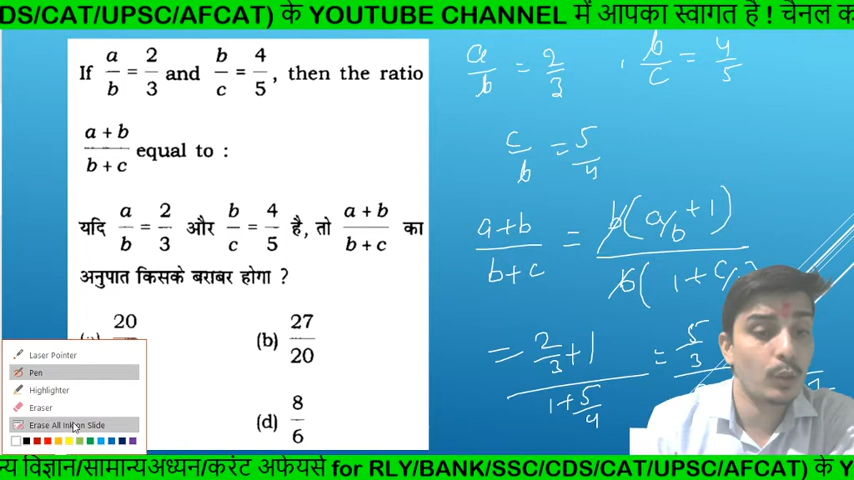 DS/CAT/UPSC/AFCAT) के YOUTUBE CHANNEL में आपका स्वागत है ! चैनल क
If a/b = 2/3 and b/c = 4/5, then the ratio
(a + b)/(b + c) equal to :
यदि a/b = 2/3 और b/c = 4/5 है, तो (a + b)/(b + c) का
अनुपात किसके बराबर होगा ?
20
(b) 27/20
(d) 8/6
Laser Pointer
Pen
Highlighter
Eraser
Erase All Ink on Slide
a/b = 2/3 , b/c = 4/5
c/b = 5/4
(a+b)/(b+c) = b(a/b + 1)/b(1 + c/
= (2/3 + 1)/(1 + 5/4) = 5/3
न्य विज्ञान/सामान्यअध्यन/करंट अफेयर्स for RLY/BANK/SSC/CDS/CAT/UPSC/AFCAT) के Y